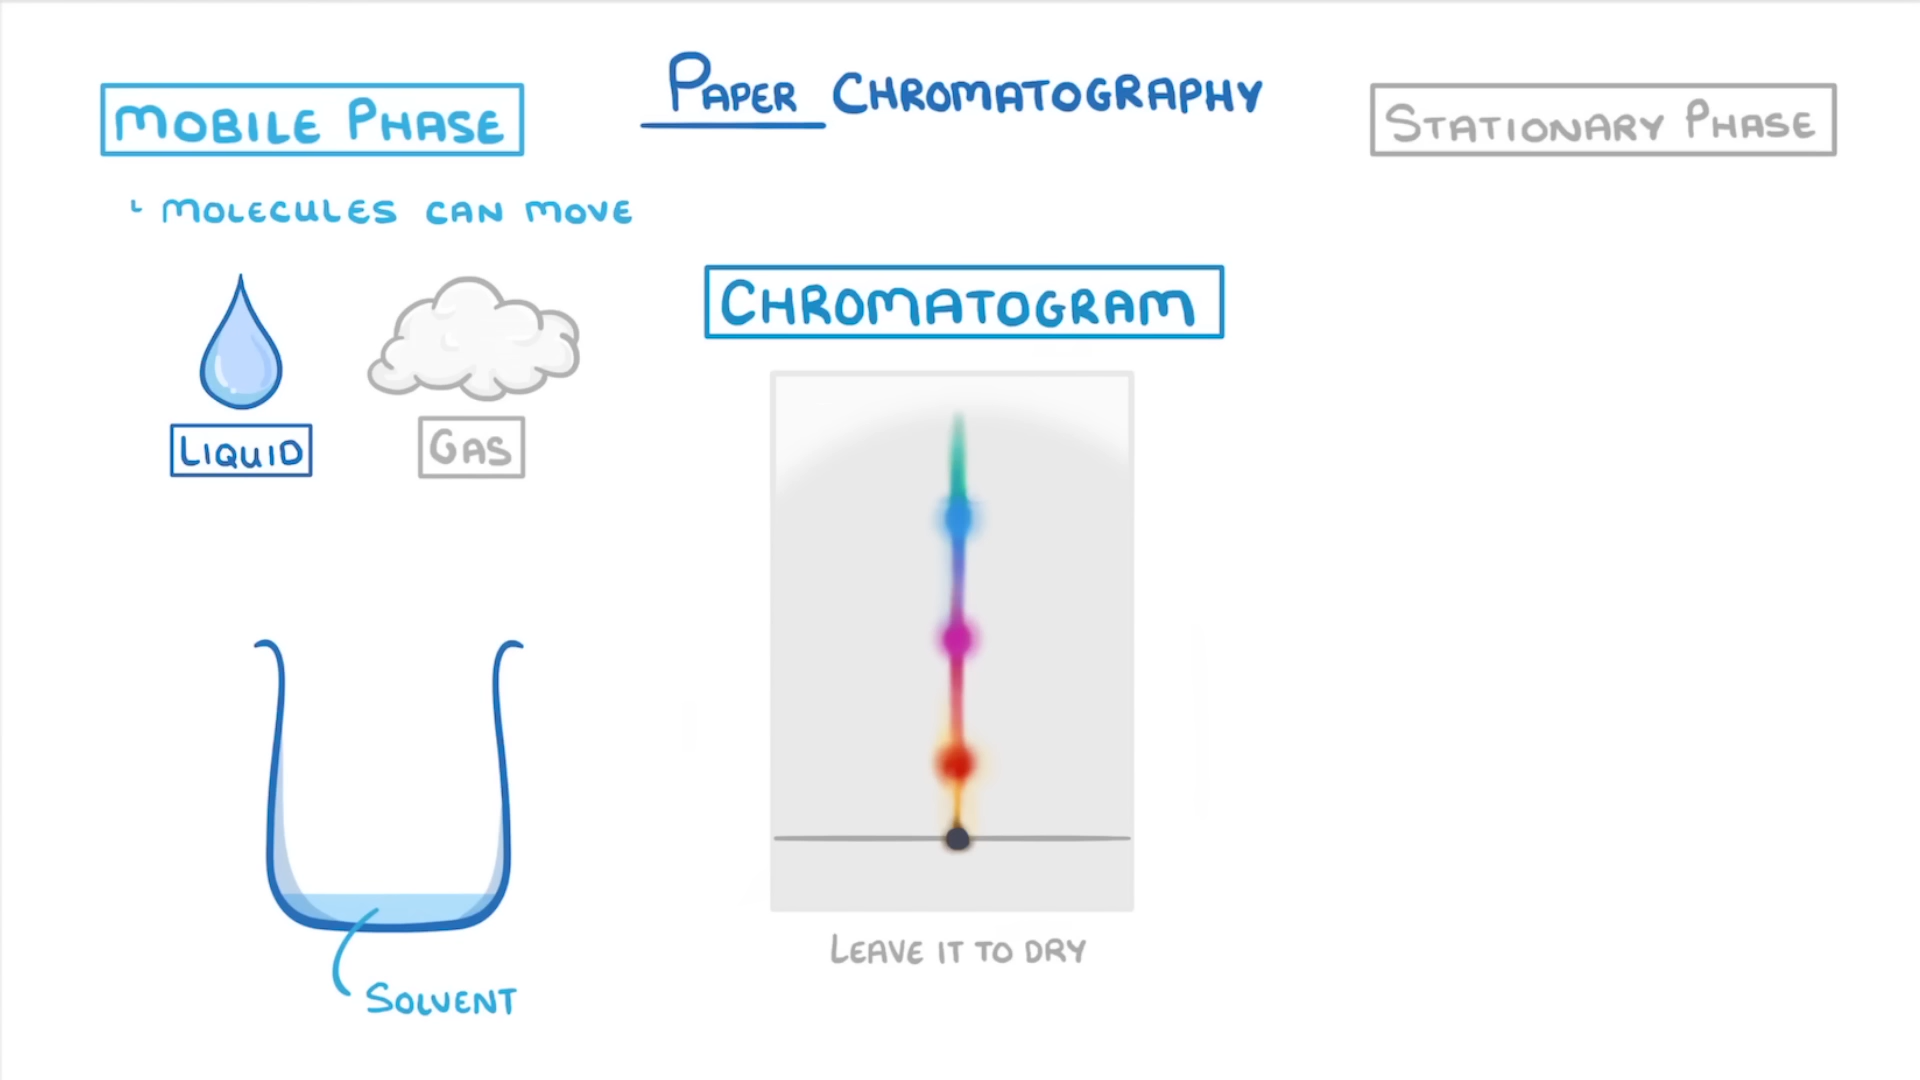 PAPER CHROMATOGRAPHY
MOBILE PHASE
MOLECULES CAN MOVE
LIQUID
GAS
SOLVENT
CHROMATOGRAM
LEAVE IT TO DRY
STATIONARY PHASE